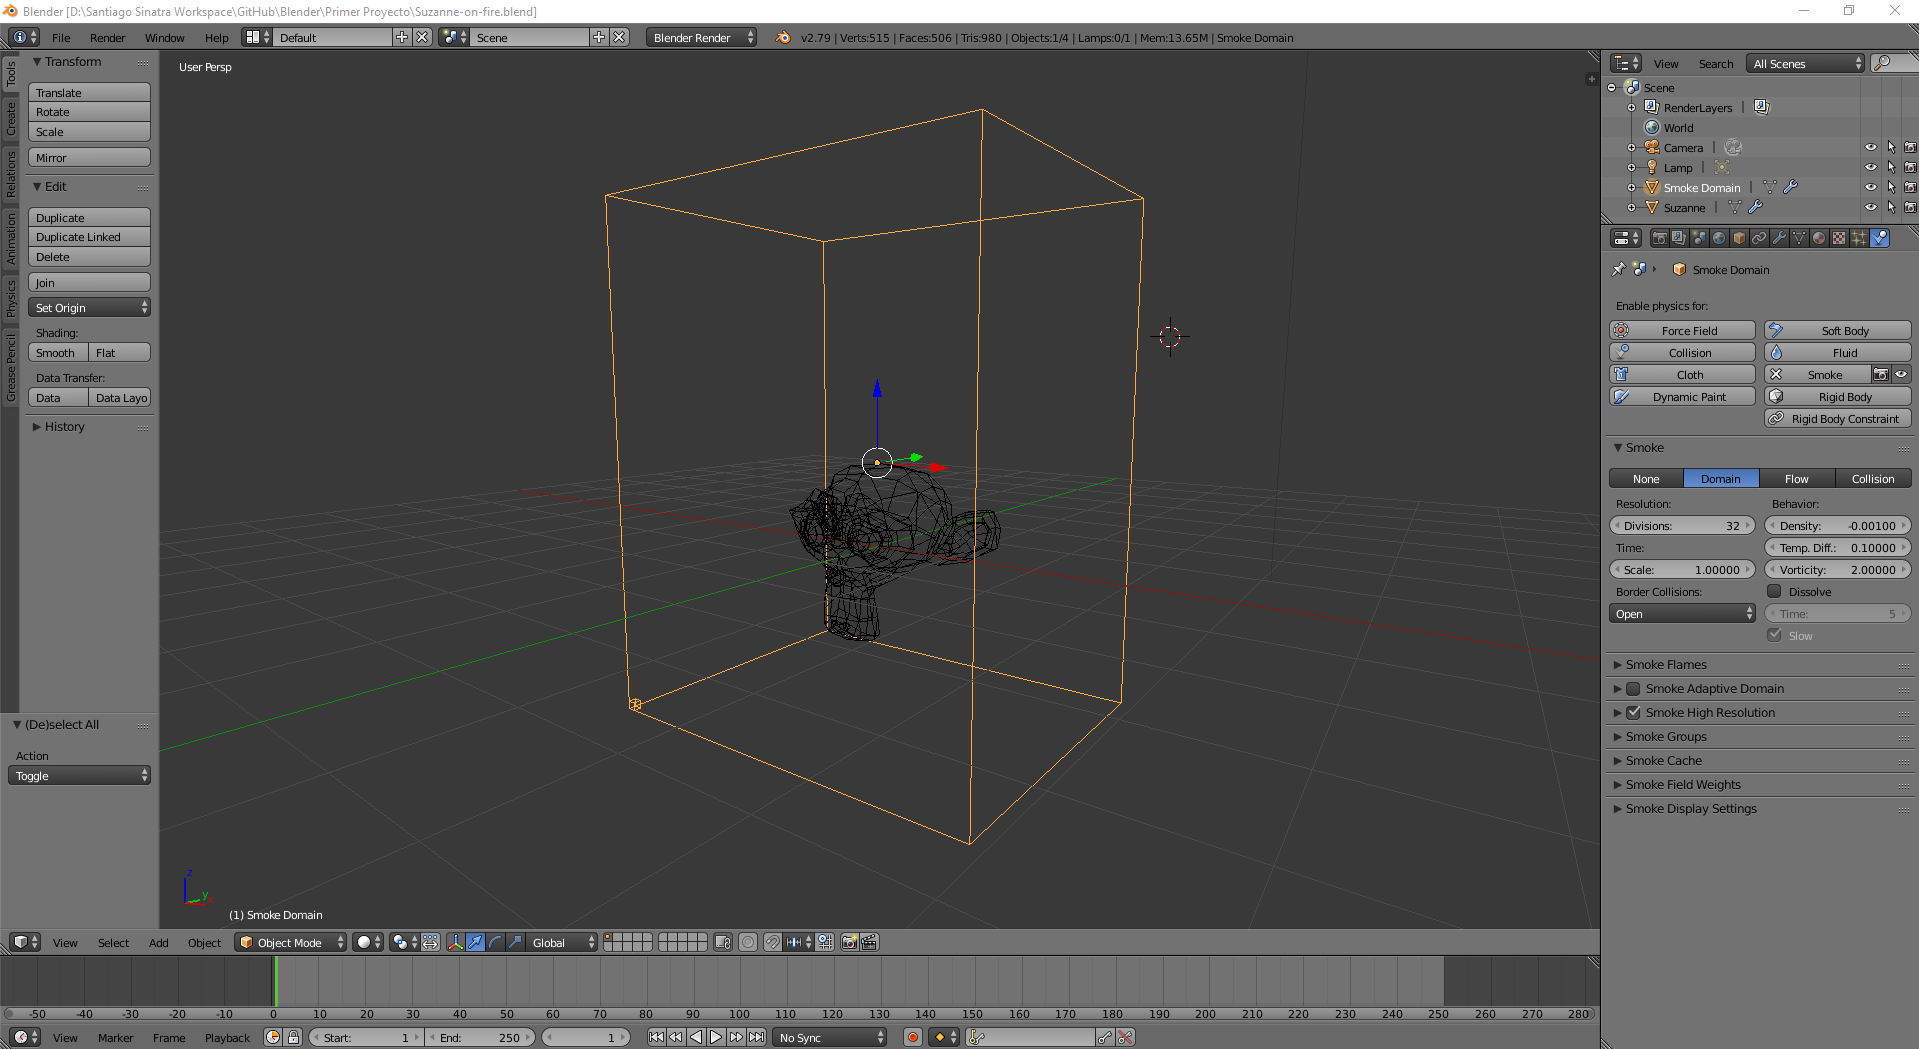 Blender [D:\Santiago Sinatra Workspace\GitHub\Blender\Primer Proyecto\Suzanne-on-fire.blend]
File Render Window Help Default Scene Blender Render v2.79 | Verts:515 | Faces:506 | Tris:980 | Objects:1/4 | Lamps:0/1 | Mem:13.65M | Smoke Domain
Tools
Create
Relations
Animation
Physics
Grease Pencil
Transform
Translate
Rotate
Scale
Mirror
Edit
Duplicate
Duplicate Linked
Delete
Join
Set Origin
Shading:
Smooth Flat
Data Transfer:
Data Data Layo
History
(De)select All
Action
Toggle
User Persp
z
y
(1) Smoke Domain
View Select Add Object Object Mode Global
-50 -40 -30 -20 -10 0 10 20 30 40 50 60 70 80 90 100 110 120 130 140 150 160 170 180 190 200 210 220 230 240 250 260 270 280
View Marker Frame Playback Start: 1 End: 250 1 No Sync
View Search All Scenes
Scene
RenderLayers
World
Camera
Lamp
Smoke Domain
Suzanne
Smoke Domain
Enable physics for:
Force Field Soft Body
Collision Fluid
Cloth Smoke
Dynamic Paint Rigid Body
Rigid Body Constraint
Smoke
None Domain Flow Collision
Resolution: Behavior:
Divisions: 32 Density: -0.00100
Time: Temp. Diff.: 0.10000
Scale: 1.00000 Vorticity: 2.00000
Border Collisions: Dissolve
Open Time: 5
Slow
Smoke Flames
Smoke Adaptive Domain
Smoke High Resolution
Smoke Groups
Smoke Cache
Smoke Field Weights
Smoke Display Settings